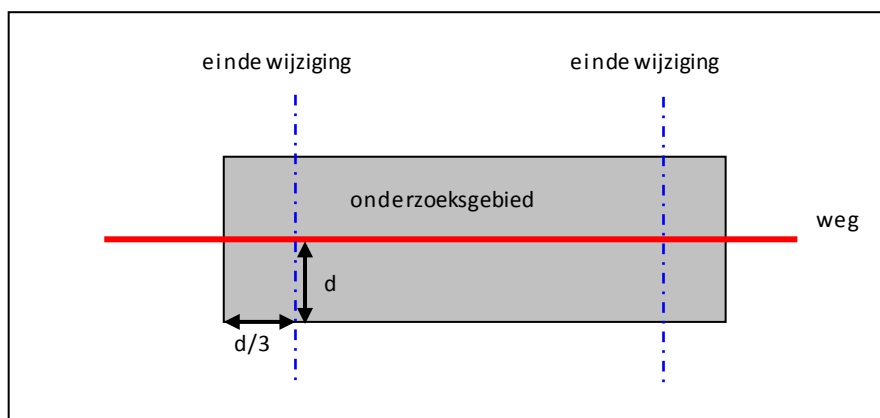 einde wijziging einde wijziging
onderzoeksgebied
weg
d
d/3